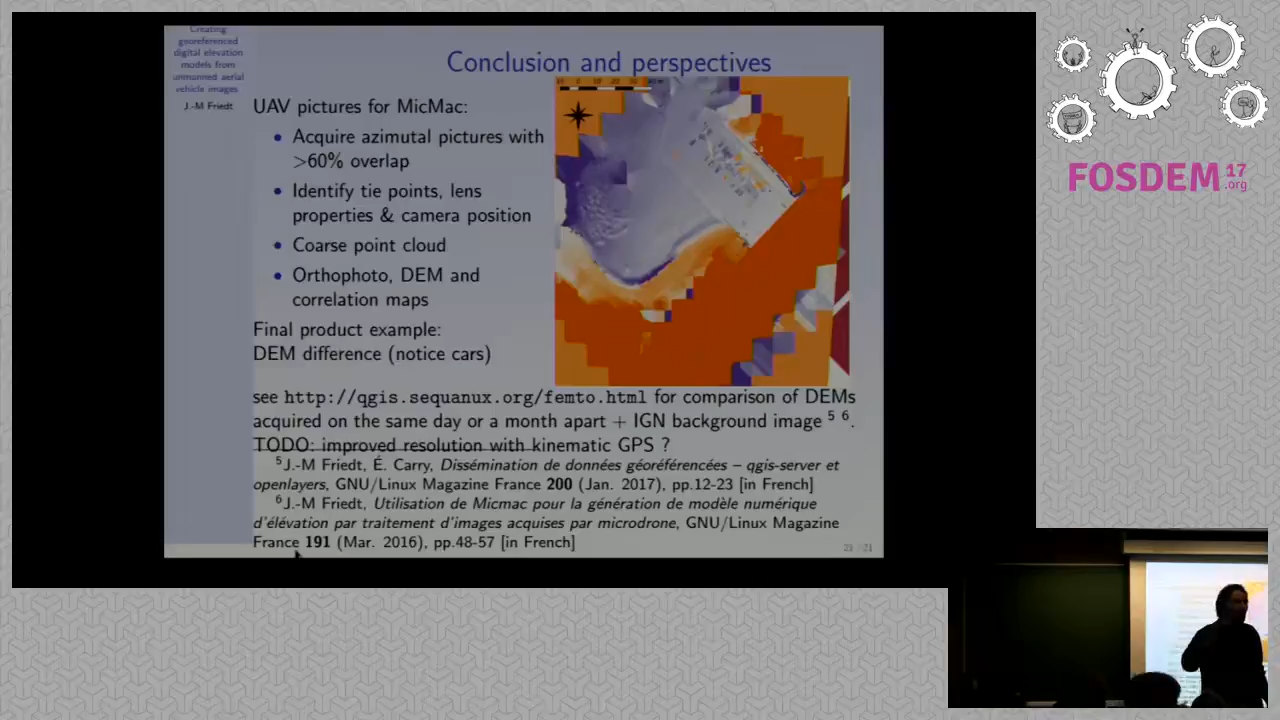 Creating
georeferenced
digital elevation
models from
unmanned aerial
vehicle images
J.-M Friedt
Conclusion and perspectives
UAV pictures for MicMac:
• Acquire azimutal pictures with
>60% overlap
• Identify tie points, lens
properties & camera position
• Coarse point cloud
• Orthophoto, DEM and
correlation maps
Final product example:
DEM difference (notice cars)
see http://qgis.sequanux.org/femto.html for comparison of DEMs
acquired on the same day or a month apart + IGN background image 5 6.
TODO: improved resolution with kinematic GPS ?
5J.-M Friedt, É. Carry, Dissémination de données géoréférencées – qgis-server et
openlayers, GNU/Linux Magazine France 200 (Jan. 2017), pp.12-23 [in French]
6J.-M Friedt, Utilisation de Micmac pour la génération de modèle numérique
d'élévation par traitement d'images acquises par microdrone, GNU/Linux Magazine
France 191 (Mar. 2016), pp.48-57 [in French]
21 / 21
FOSDEM 17
.org